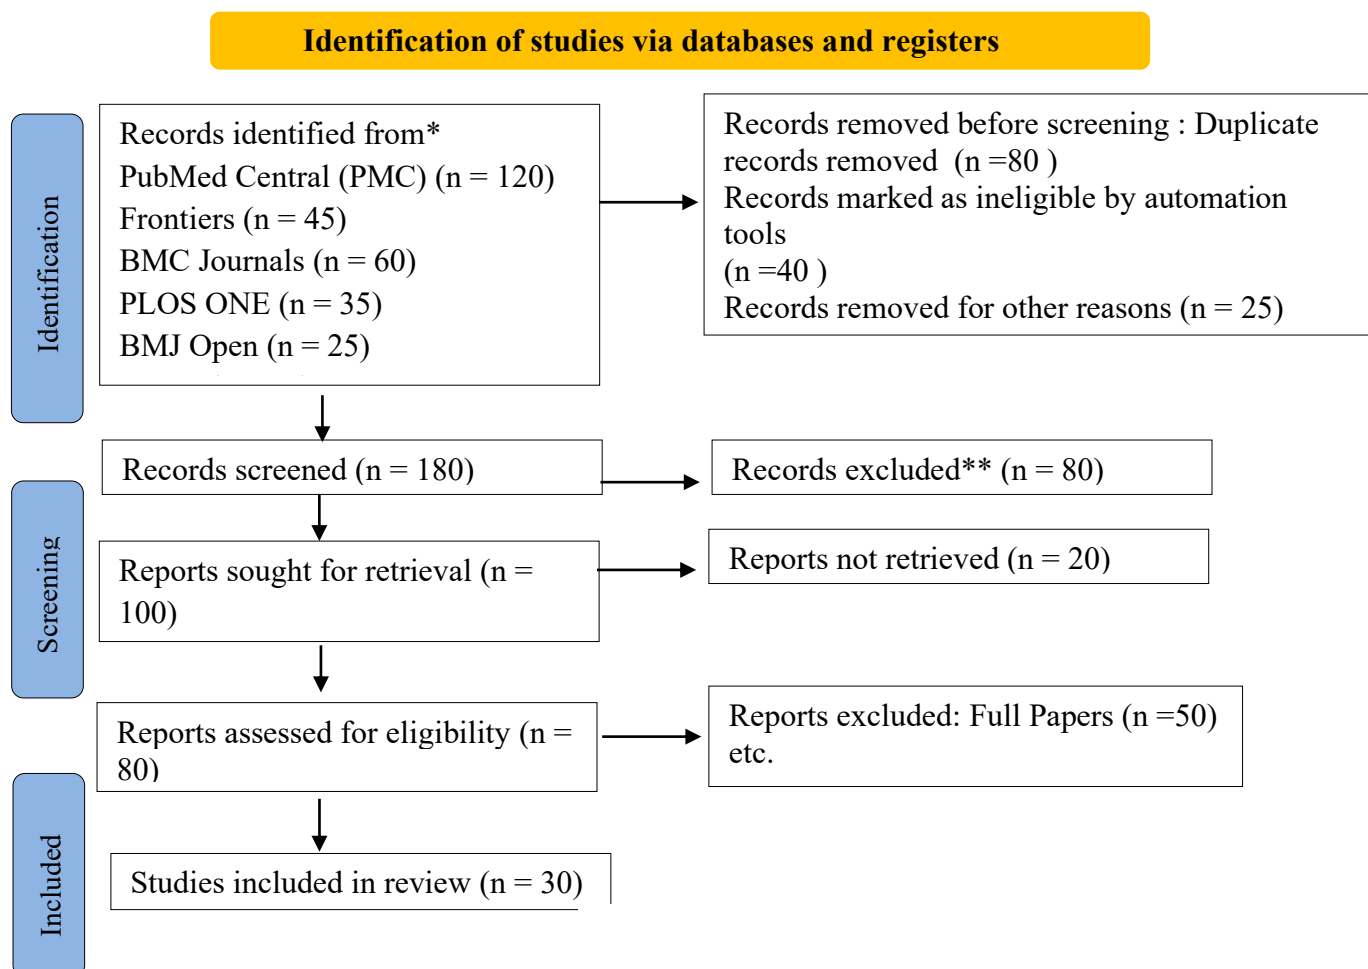 Identification of studies via databases and registers
Identification
Records identified from*
PubMed Central (PMC) (n = 120)
Frontiers (n = 45)
BMC Journals (n = 60)
PLOS ONE (n = 35)
BMJ Open (n = 25)
Records removed before screening : Duplicate
records removed (n =80 )
Records marked as ineligible by automation
tools
(n =40 )
Records removed for other reasons (n = 25)
Screening
Records screened (n = 180)
Records excluded** (n = 80)
Reports sought for retrieval (n =
100)
Reports not retrieved (n = 20)
Reports assessed for eligibility (n =
80)
Reports excluded: Full Papers (n =50)
etc.
Included
Studies included in review (n = 30)